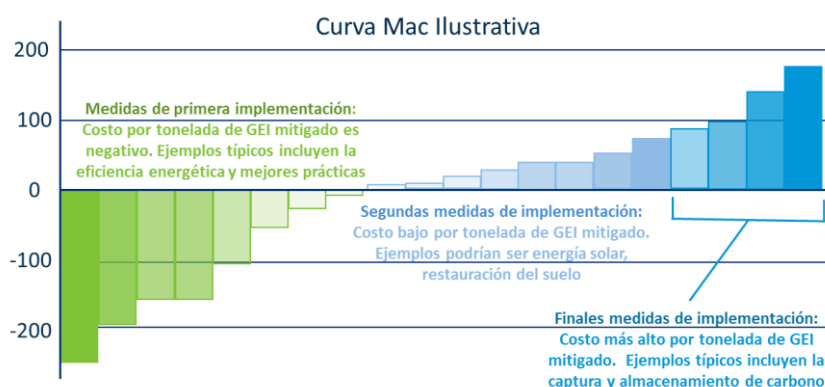 Curva Mac Ilustrativa
200
100
0
-100
-200
Medidas de primera implementación:
Costo por tonelada de GEI mitigado es
negativo. Ejemplos típicos incluyen la
eficiencia energética y mejores prácticas
Segundas medidas de implementación:
Costo bajo por tonelada de GEI mitigado.
Ejemplos podrían ser energía solar,
restauración del suelo
Finales medidas de implementación:
Costo más alto por tonelada de GEI
mitigado. Ejemplos típicos incluyen la
captura y almacenamiento de carbono